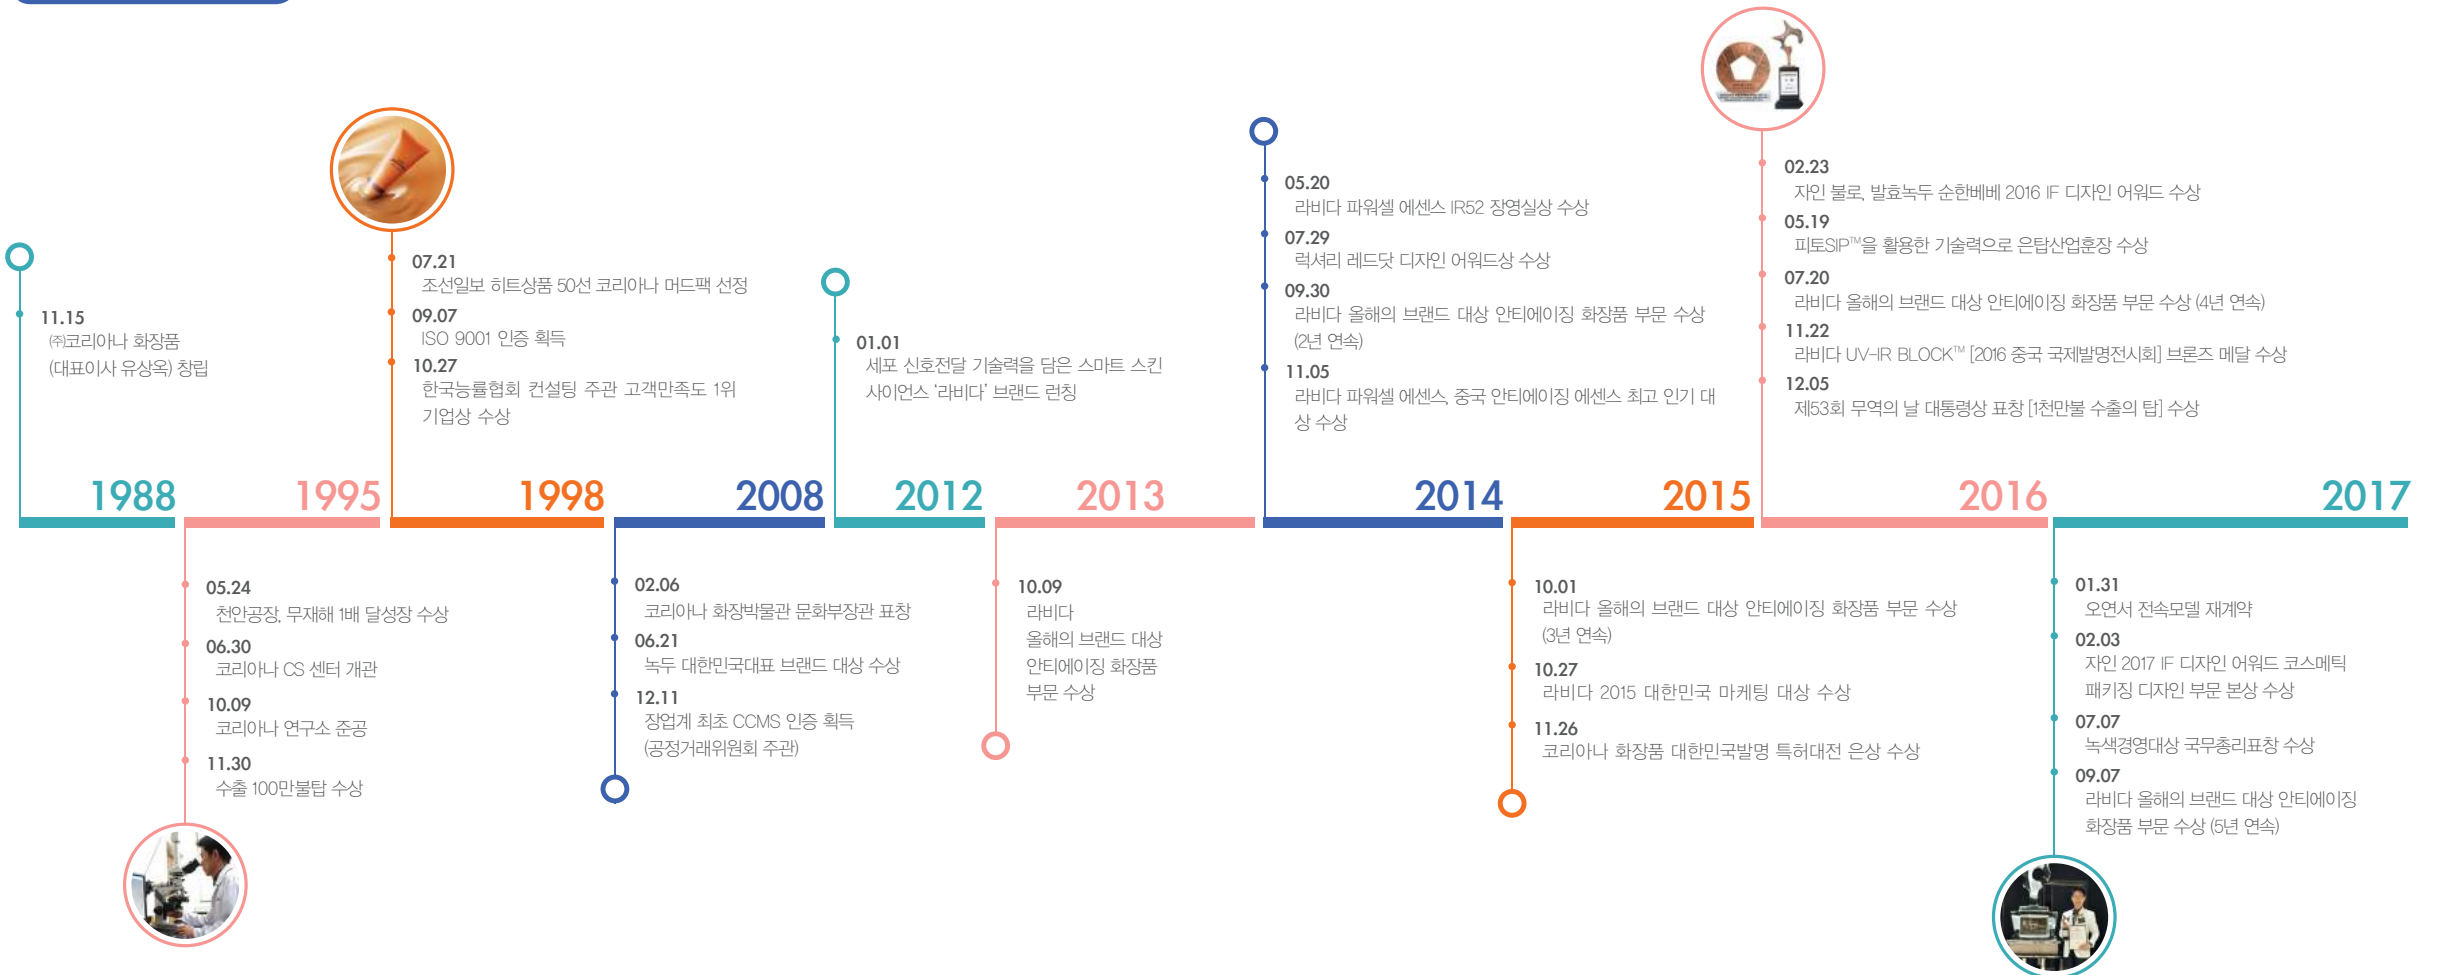 1988
11.15
㈜코리아나 화장품
(대표이사 유상옥) 창립
1995
05.24
천안공장, 무재해 1배 달성장 수상
06.30
코리아나 CS 센터 개관
10.09
코리아나 연구소 준공
11.30
수출 100만불탑 수상
1998
07.21
조선일보 히트상품 50선 코리아나 머드팩 선정
09.07
ISO 9001 인증 획득
10.27
한국능률협회 컨설팅 주관 고객만족도 1위
기업상 수상
2008
02.06
코리아나 화장박물관 문화부장관 표창
06.21
녹두 대한민국대표 브랜드 대상 수상
12.11
장업계 최초 CCMS 인증 획득
(공정거래위원회 주관)
2012
01.01
세포 신호전달 기술력을 담은 스마트 스킨
사이언스 ‘라비다’ 브랜드 런칭
2013
10.09
라비다
올해의 브랜드 대상
안티에이징 화장품
부문 수상
2014
05.20
라비다 파워셀 에센스 IR52 장영실상 수상
07.29
럭셔리 레드닷 디자인 어워드상 수상
09.30
라비다 올해의 브랜드 대상 안티에이징 화장품 부문 수상
(2년 연속)
11.05
라비다 파워셀 에센스, 중국 안티에이징 에센스 최고 인기 대
상 수상
2015
10.01
라비다 올해의 브랜드 대상 안티에이징 화장품 부문 수상
(3년 연속)
10.27
라비다 2015 대한민국 마케팅 대상 수상
11.26
코리아나 화장품 대한민국발명 특허대전 은상 수상
2016
02.23
자인 불로, 발효녹두 순한베베 2016 IF 디자인 어워드 수상
05.19
피토SIP™을 활용한 기술력으로 은탑산업훈장 수상
07.20
라비다 올해의 브랜드 대상 안티에이징 화장품 부문 수상 (4년 연속)
11.22
라비다 UV-IR BLOCK™ [2016 중국 국제발명전시회] 브론즈 메달 수상
12.05
제53회 무역의 날 대통령상 표창 [1천만불 수출의 탑] 수상
2017
01.31
오연서 전속모델 재계약
02.03
자인 2017 IF 디자인 어워드 코스메틱
패키징 디자인 부문 본상 수상
07.07
녹색경영대상 국무총리표창 수상
09.07
라비다 올해의 브랜드 대상 안티에이징
화장품 부문 수상 (5년 연속)